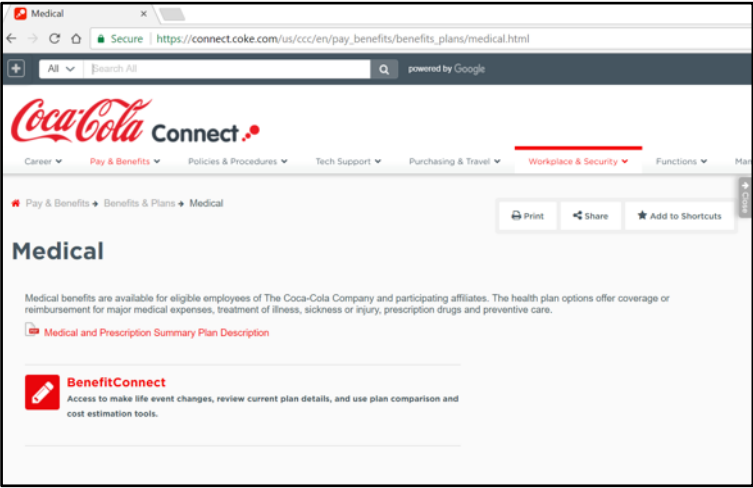 Medical
Secure | https://connect.coke.com/us/ccc/en/pay_benefits/benefits_plans/medical.html
All Search All powered by Google
Coca-Cola Connect
Career Pay & Benefits Policies & Procedures Tech Support Purchasing & Travel Workplace & Security Functions Man
Close
Pay & Benefits Benefits & Plans Medical
Print Share Add to Shortcuts
Medical
Medical benefits are available for eligible employees of The Coca-Cola Company and participating affiliates. The health plan options offer coverage or
reimbursement for major medical expenses, treatment of illness, sickness or injury, prescription drugs and preventive care.
Medical and Prescription Summary Plan Description
BenefitConnect
Access to make life event changes, review current plan details, and use plan comparison and
cost estimation tools.